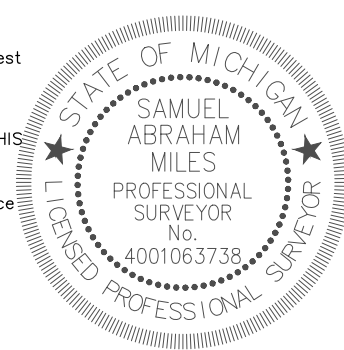 est
HIS
ce
STATE OF MICHIGAN
SAMUEL
ABRAHAM
MILES
PROFESSIONAL
SURVEYOR
No.
4001063738
LICENSED PROFESSIONAL SURVEYOR